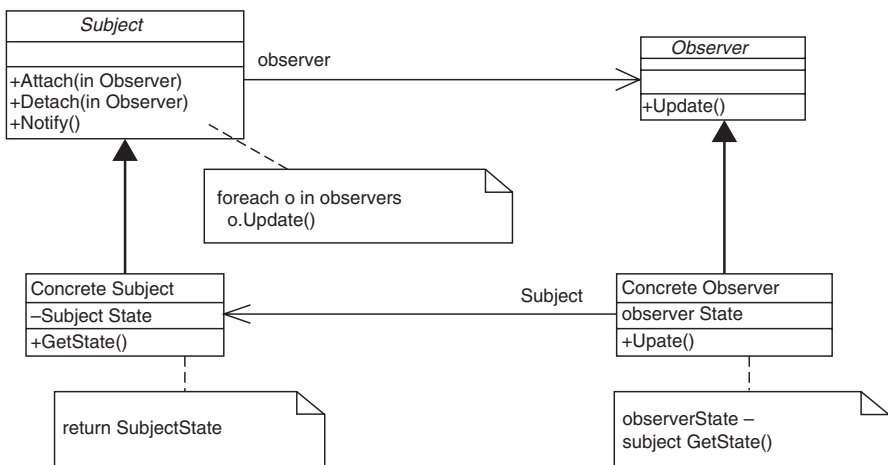 Subject
+Attach(in Observer)
+Detach(in Observer)
+Notify()
observer
Observer
+Update()
foreach o in observers
o.Update()
Concrete Subject
–Subject State
+GetState()
Subject
Concrete Observer
observer State
+Upate()
return SubjectState
observerState –
subject GetState()